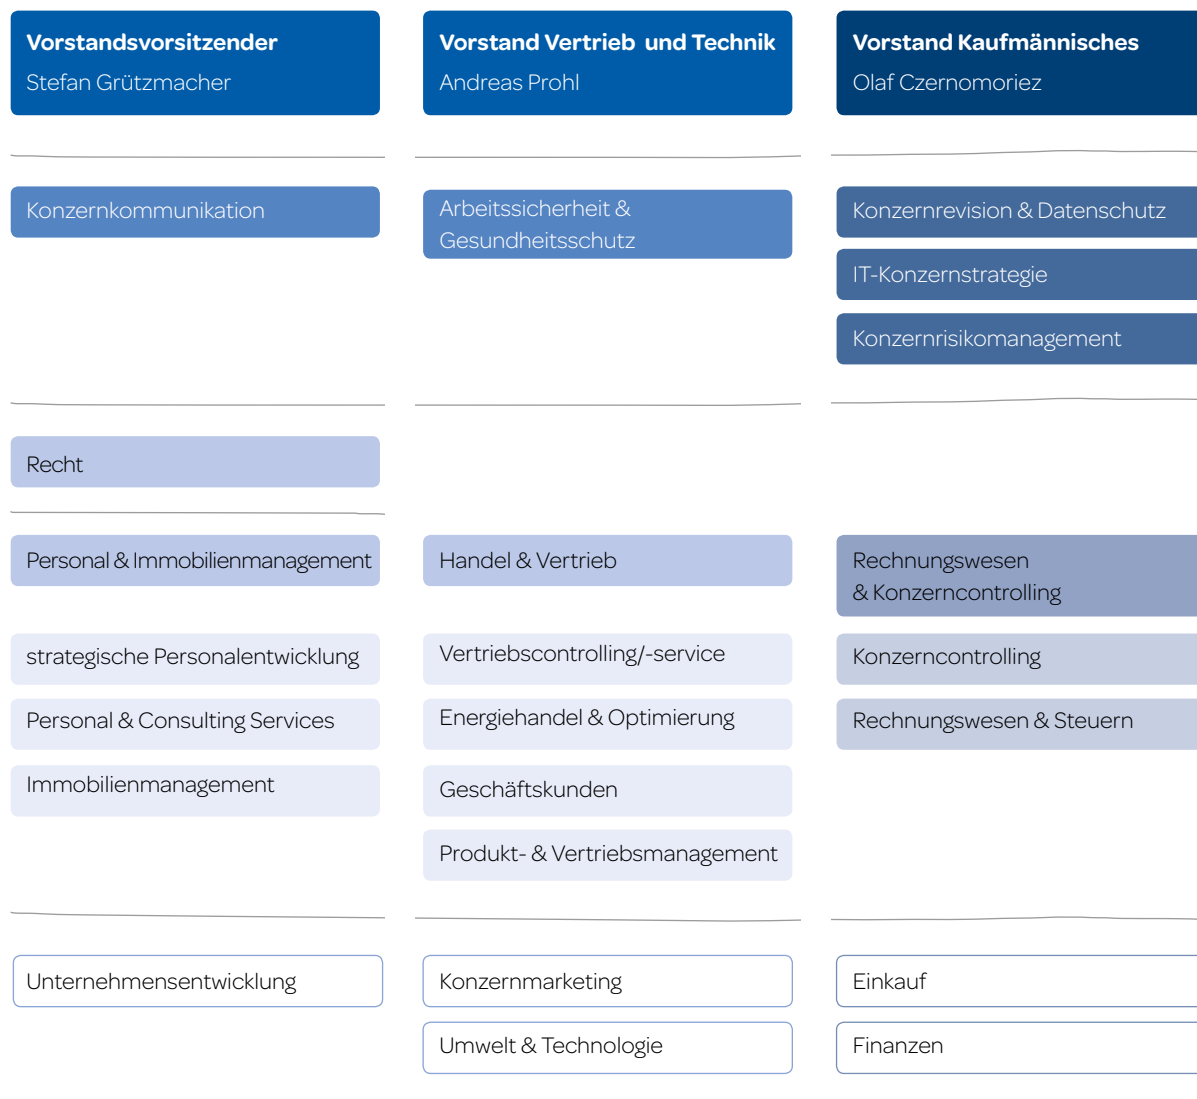 Vorstandsvorsitzender
Stefan Grützmacher
Konzernkommunikation
Recht
Personal & Immobilienmanagement
strategische Personalentwicklung
Personal & Consulting Services
Immobilienmanagement
Unternehmensentwicklung
Vorstand Vertrieb und Technik
Andreas Prohl
Arbeitssicherheit &
Gesundheitsschutz
Handel & Vertrieb
Vertriebscontrolling/-service
Energiehandel & Optimierung
Geschäftskunden
Produkt- & Vertriebsmanagement
Konzernmarketing
Umwelt & Technologie
Vorstand Kaufmännisches
Olaf Czernomoriez
Konzernrevision & Datenschutz
IT-Konzernstrategie
Konzernrisikomanagement
Rechnungswesen
& Konzerncontrolling
Konzerncontrolling
Rechnungswesen & Steuern
Einkauf
Finanzen